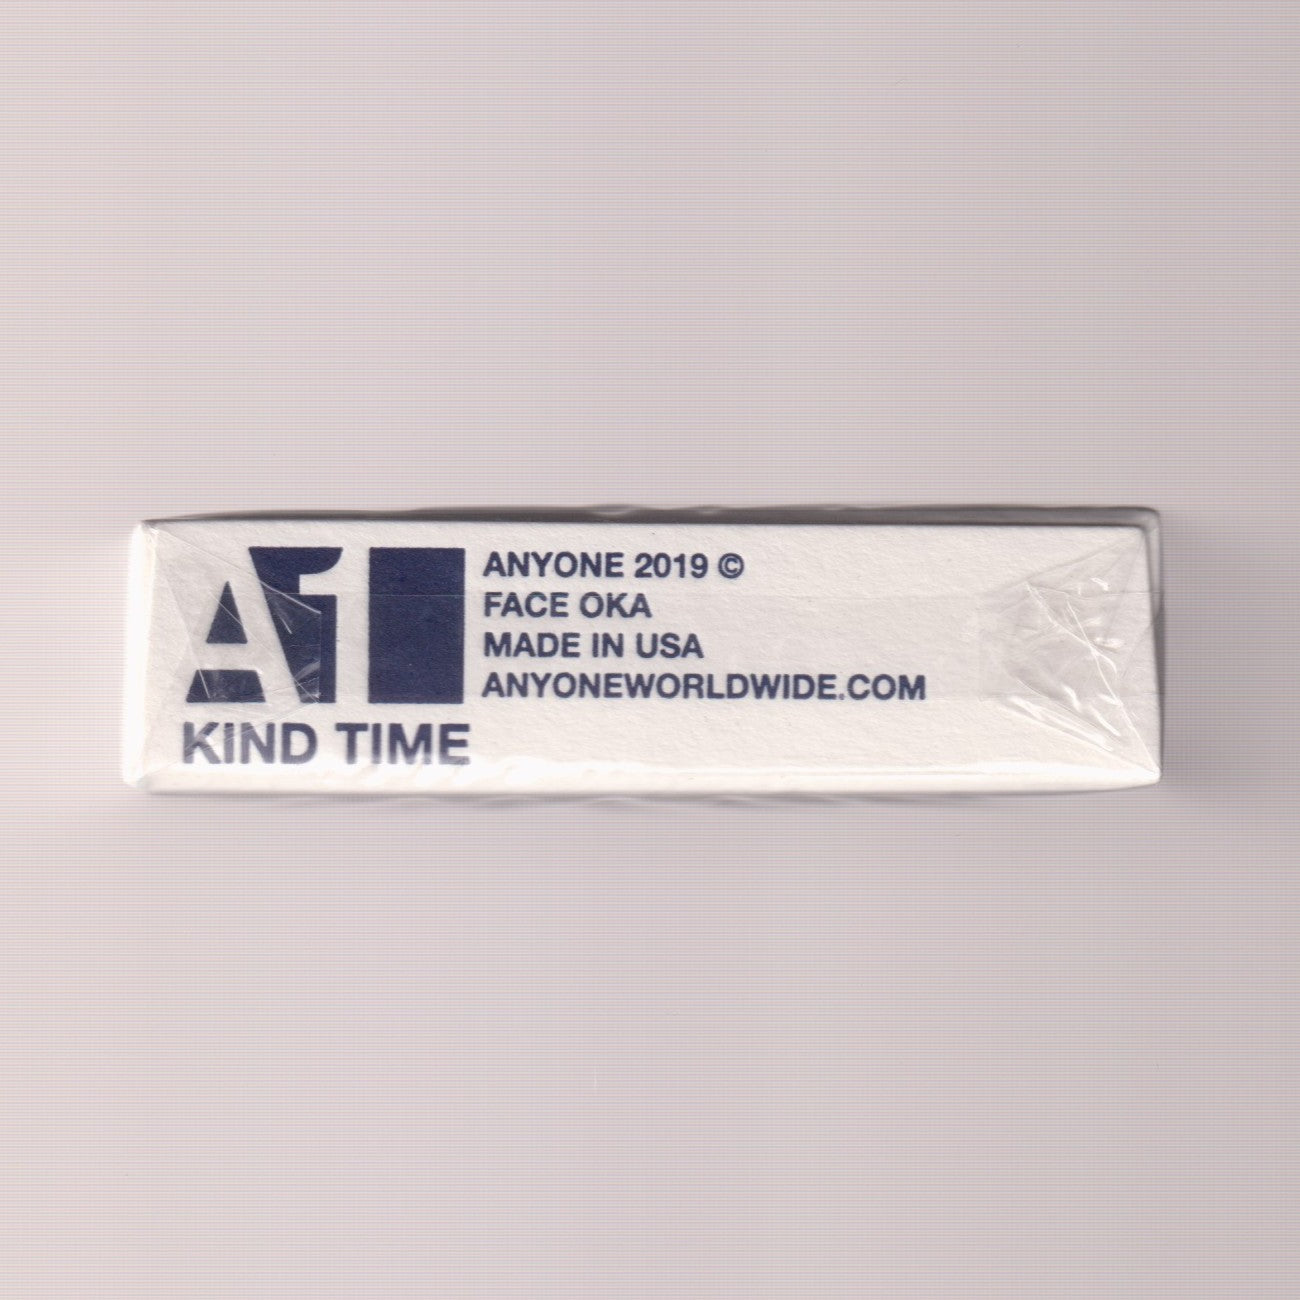 A1
KIND TIME
ANYONE 2019 ©
FACE OKA
MADE IN USA
ANYONEWORLDWIDE.COM